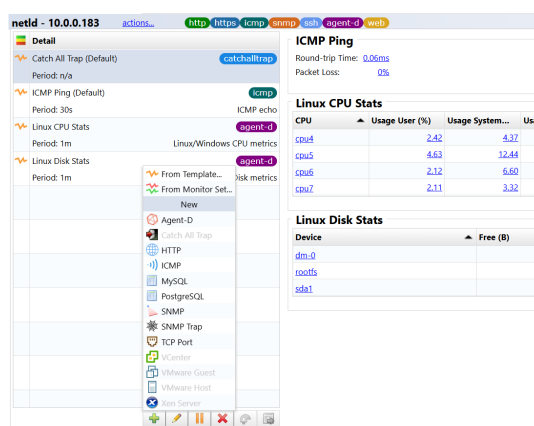 netld - 10.0.0.183 actions... http https icmp snmp ssh agent-d web
Detail
Catch All Trap (Default) catchalltrap
Period: n/a
ICMP Ping (Default) icmp
Period: 30s ICMP echo
Linux CPU Stats agent-d
Period: 1m Linux/Windows CPU metrics
Linux Disk Stats agent-d
Period: 1m Disk metrics
From Template...
From Monitor Set...
New
Agent-D
Catch All Trap
HTTP
ICMP
MySQL
PostgreSQL
SNMP
SNMP Trap
TCP Port
VCenter
VMware Guest
VMware Host
Xen Server
ICMP Ping
Round-trip Time: 0.06ms
Packet Loss: 0%
Linux CPU Stats
CPU Usage User (%) Usage System... Us
cpu4 2.42 4.37
cpu5 4.63 12.44
cpu6 2.12 6.60
cpu7 2.11 3.32
Linux Disk Stats
Device Free (B)
dm-0
rootfs
sda1